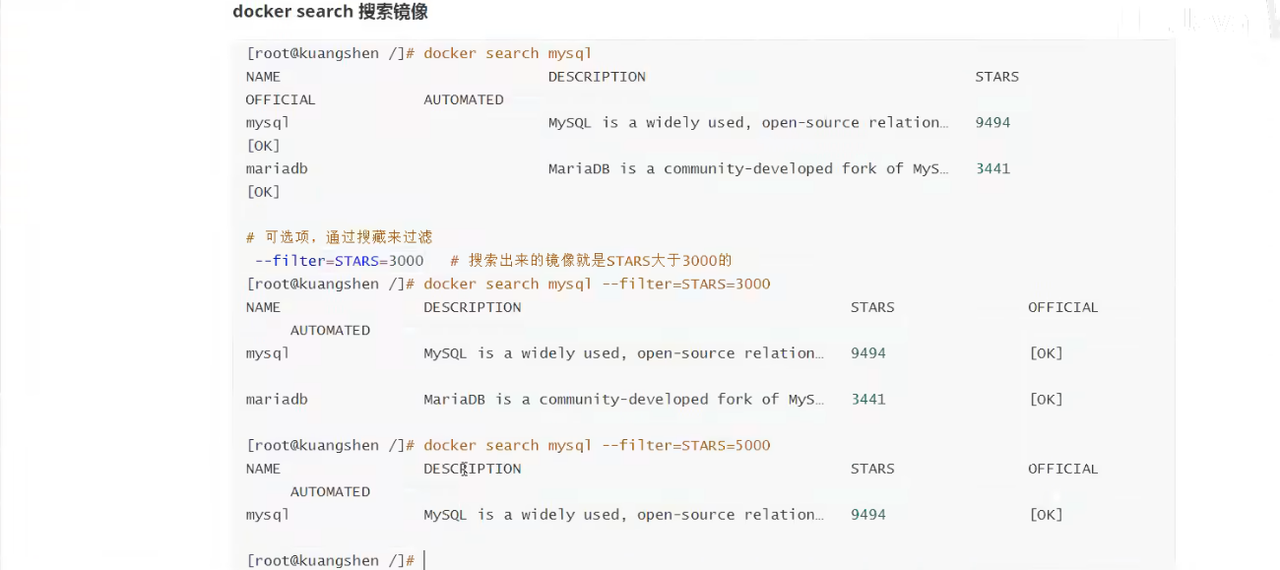 docker search 搜索镜像
[root@kuangshen /]# docker search mysql
NAME DESCRIPTION STARS
OFFICIAL AUTOMATED
mysql MySQL is a widely used, open-source relation… 9494
[OK]
mariadb MariaDB is a community-developed fork of MyS… 3441
[OK]
# 可选项，通过搜藏来过滤
--filter=STARS=3000 # 搜索出来的镜像就是STARS大于3000的
[root@kuangshen /]# docker search mysql --filter=STARS=3000
NAME DESCRIPTION STARS OFFICIAL
AUTOMATED
mysql MySQL is a widely used, open-source relation… 9494 [OK]
mariadb MariaDB is a community-developed fork of MyS… 3441 [OK]
[root@kuangshen /]# docker search mysql --filter=STARS=5000
NAME DESCRIPTION STARS OFFICIAL
AUTOMATED
mysql MySQL is a widely used, open-source relation… 9494 [OK]
[root@kuangshen /]#